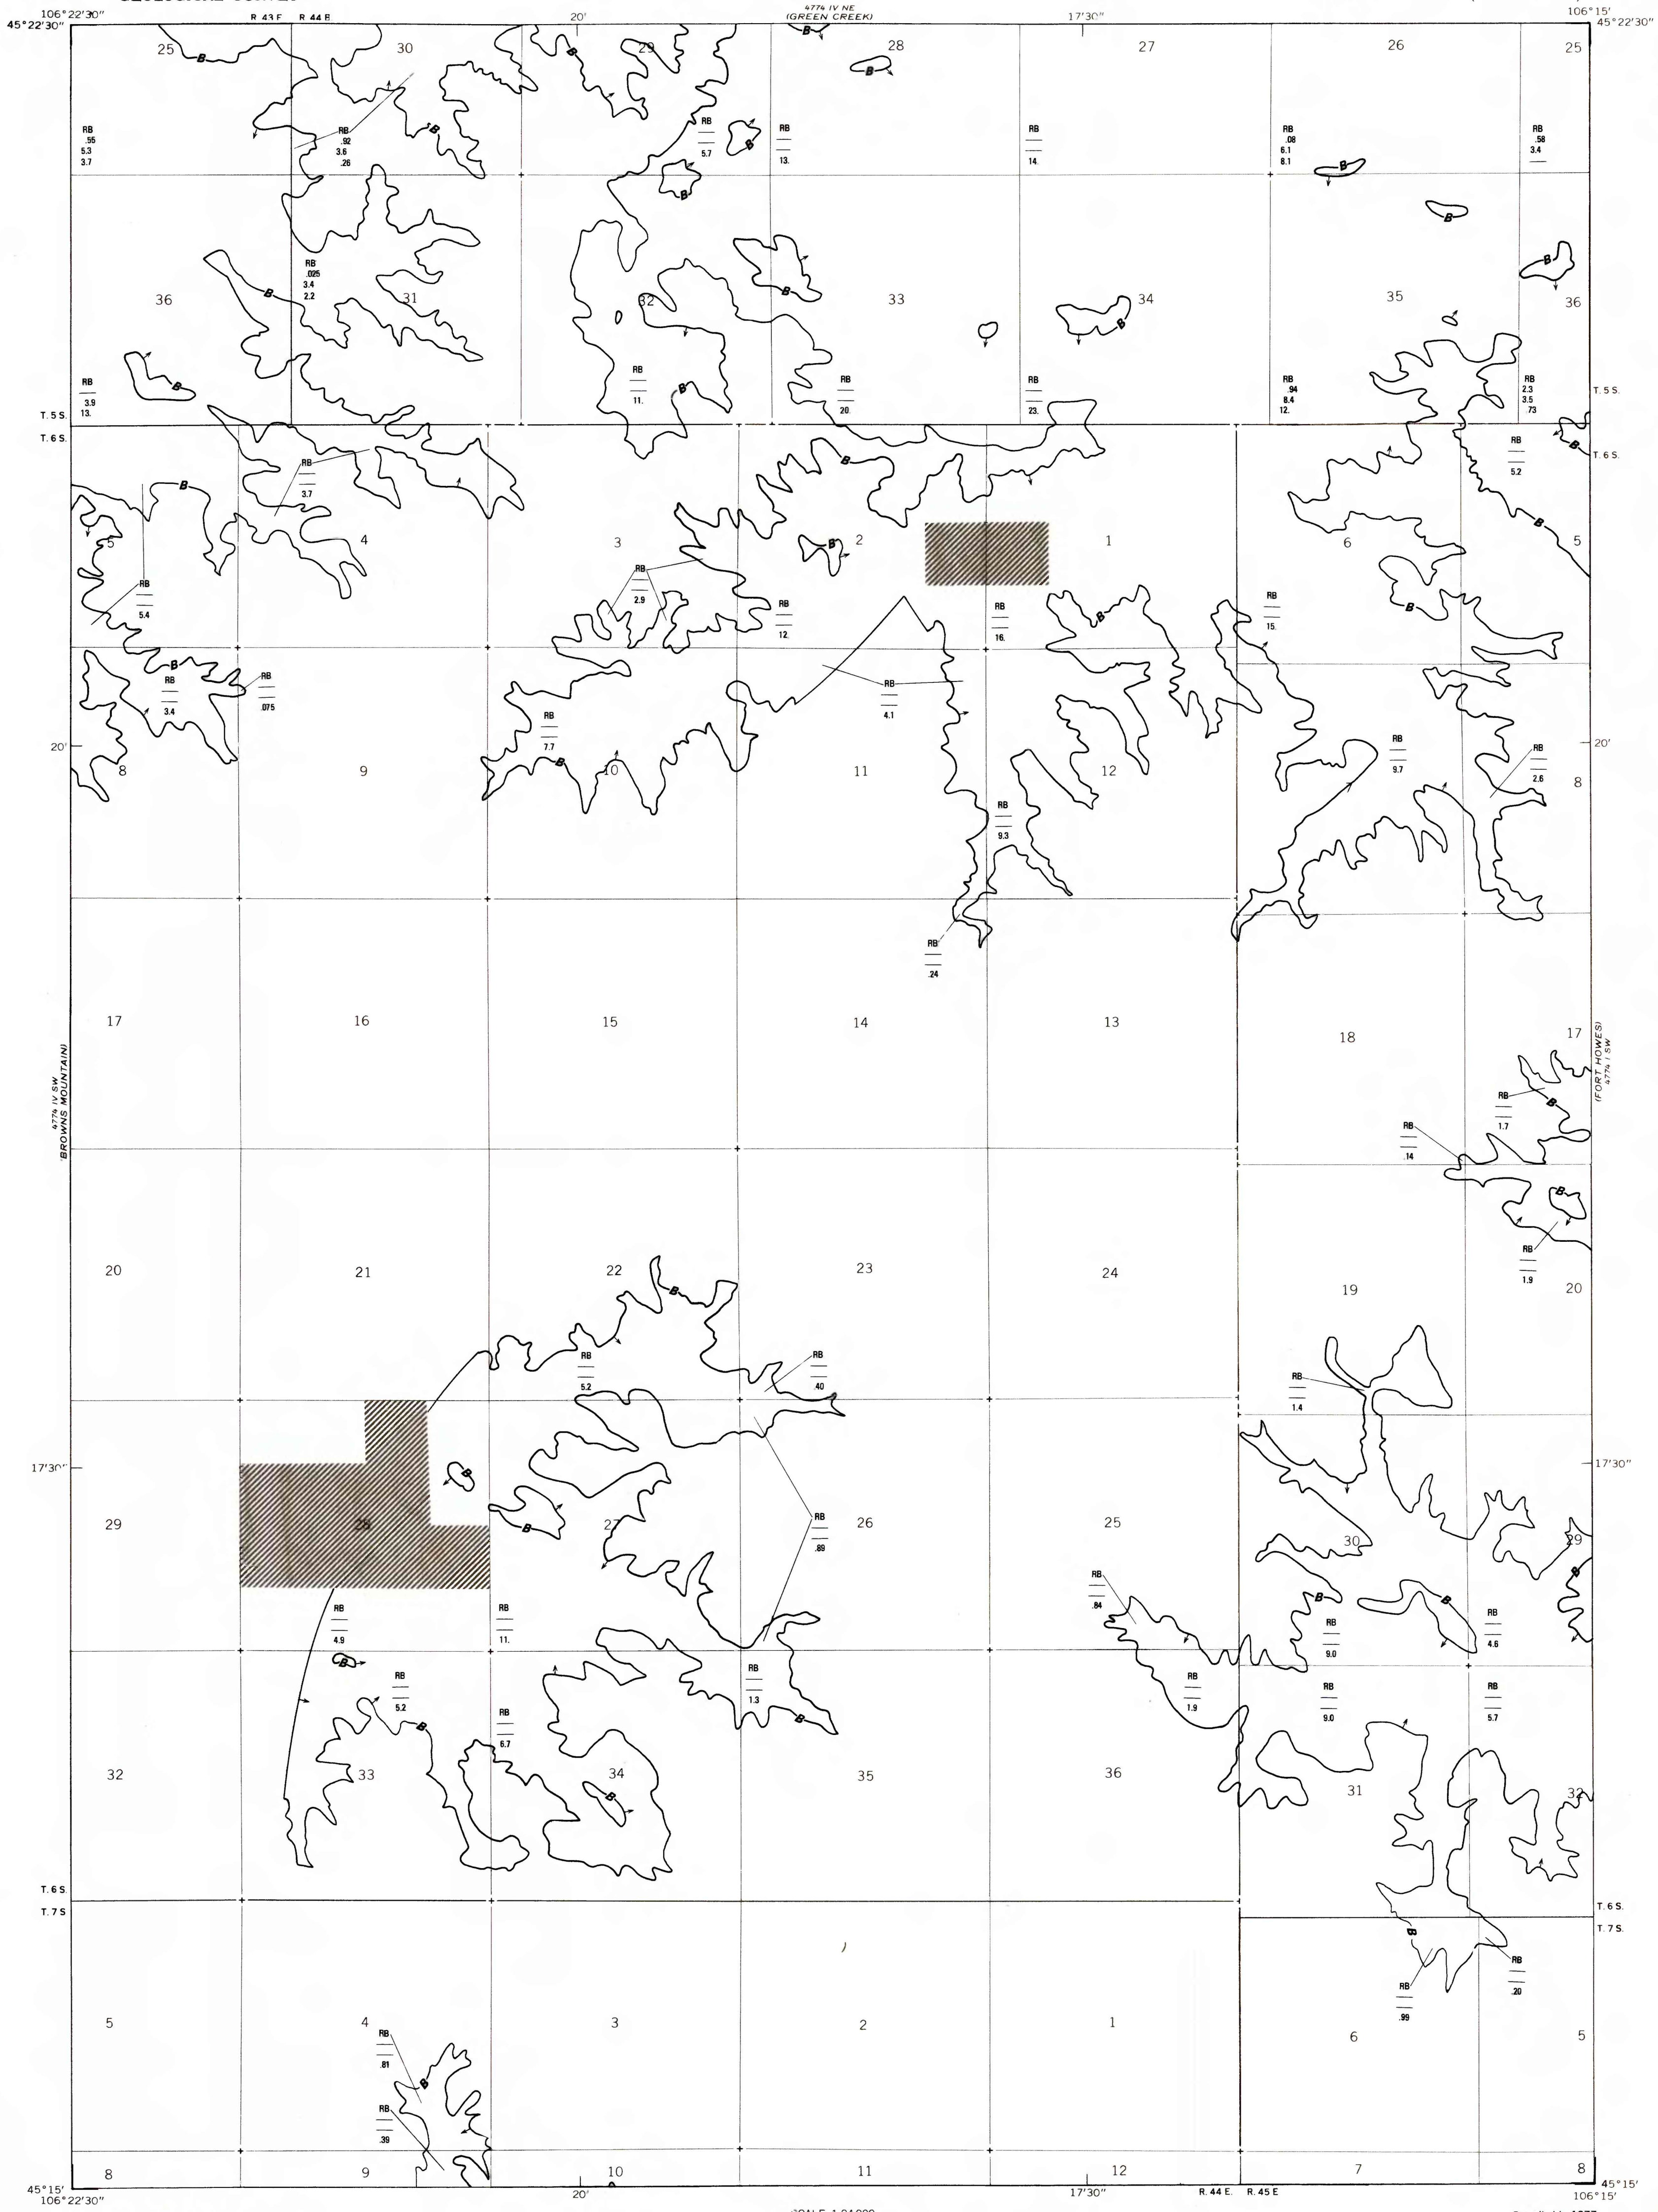 106°22'30"
R. 43 E. R. 44 E.
20'
4774 IV NE
(GREEN CREEK)
17'30"
106°15'
45°22'30"
45°22'30"
25
30
29
28
27
26
25
RB
.55
5.3
3.7
RB
.92
3.6
.26
RB
5.7
RB
13.
RB
14.
RB
.08
6.1
8.1
RB
.58
3.4
RB
.025
3.4
2.2
36
31
32
33
34
35
36
RB
3.9
13.
RB
11.
RB
20.
RB
23.
RB
.94
8.4
12.
RB
2.3
3.5
.73
T. 5 S.
T. 6 S.
T. 5 S.
T. 6 S.
RB
3.7
RB
5.2
5
4
3
2
1
6
5
RB
5.4
RB
2.9
RB
12.
RB
16.
RB
15.
RB
3.4
RB
.075
RB
7.7
RB
4.1
RB
9.7
RB
2.6
20'
20'
8
9
10
11
12
8
RB
9.3
RB
.24
17
16
15
14
13
18
17
4774 IV SW
(BROWNS MOUNTAIN)
(FORT HOWES)
4774 I SW
RB
1.7
RB
.14
RB
1.9
20
21
22
23
24
19
20
RB
5.2
RB
.40
RB
1.4
17'30"
17'30"
29
28
27
26
25
30
29
RB
.89
RB
.84
RB
4.9
RB
11.
RB
9.0
RB
4.6
RB
5.2
RB
1.3
RB
1.9
RB
9.0
RB
5.7
RB
6.7
32
33
34
35
36
31
32
T. 6 S.
T. 7 S.
T. 6 S.
T. 7 S.
RB
.99
RB
.20
5
4
3
2
1
6
5
RB
.81
RB
.39
8
9
10
11
12
7
8
45°15'
106°22'30"
20'
17'30"
R. 44 E. R. 45 E.
45°15'
106°15'